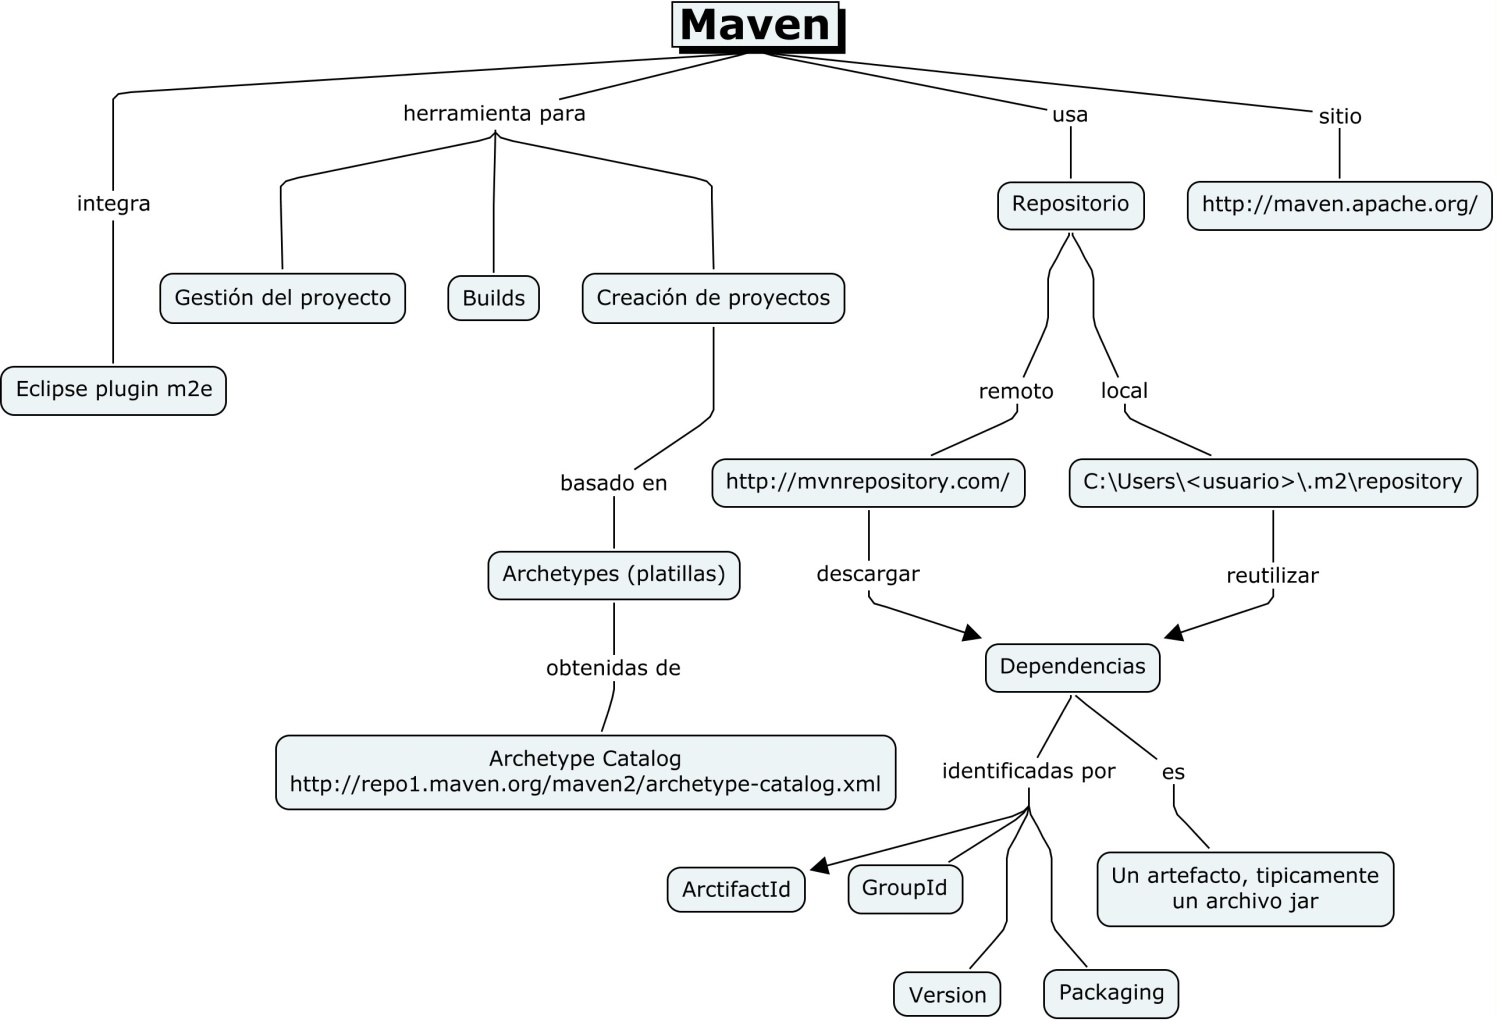 Maven
herramienta para
usa
sitio
integra
Repositorio
http://maven.apache.org/
Gestión del proyecto
Builds
Creación de proyectos
Eclipse plugin m2e
remoto
local
basado en
http://mvnrepository.com/
C:\Users\<usuario>\.m2\repository
Archetypes (platillas)
descargar
reutilizar
obtenidas de
Dependencias
Archetype Catalog
http://repo1.maven.org/maven2/archetype-catalog.xml
identificadas por
es
ArctifactId
GroupId
Un artefacto, tipicamente
un archivo jar
Version
Packaging